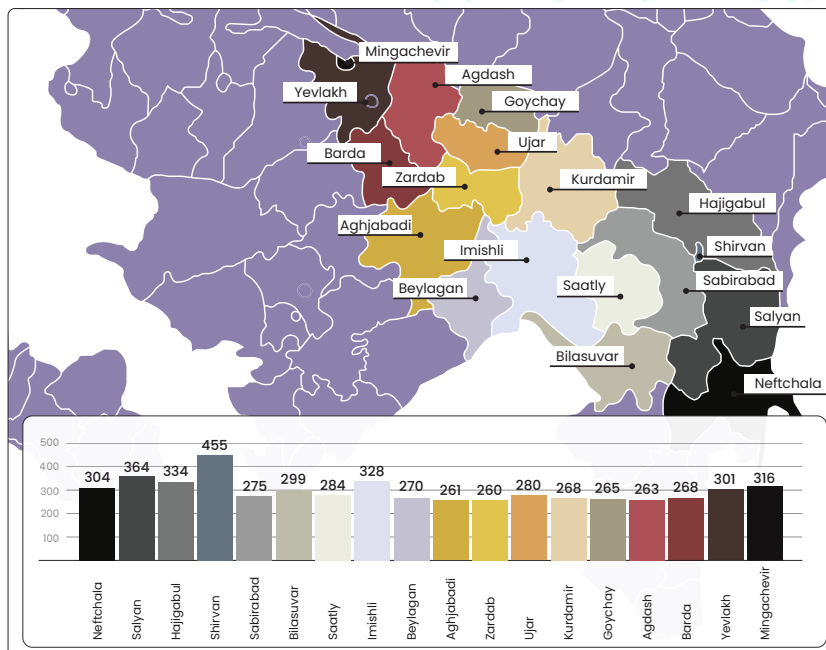 Mingachevir
Agdash
Yevlakh
Goychay
Ujar
Barda
Zardab
Kurdamir
Hajigabul
Aghjabadi
Imishli
Shirvan
Saatly
Sabirabad
Beylagan
Salyan
Bilasuvar
Neftchala
500
400
300
200
100
304
364
334
455
275
299
284
328
270
261
260
280
268
265
263
268
301
316
Neftchala
Salyan
Hajigabul
Shirvan
Sabirabad
Bilasuvar
Saatly
Imishli
Beylagan
Aghjabadi
Zardab
Ujar
Kurdamir
Goychay
Agdash
Barda
Yevlakh
Mingachevir